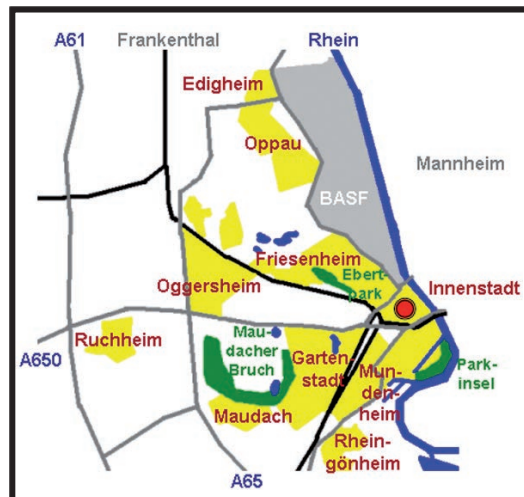 A61 Frankenthal Rhein
Edigheim
Oppau
Mannheim
BASF
Friesenheim
Ebert-
park
Innenstadt
Oggersheim
Ruchheim
Mau-
dacher
Bruch
Garten-
stadt
A650
Mun-
den-
heim
Park-
insel
Maudach
Rhein-
gönheim
A65